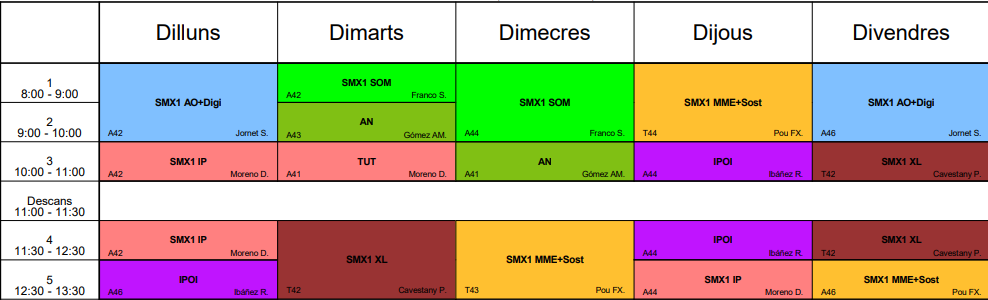 Dilluns Dimarts Dimecres Dijous Divendres
1
8:00 - 9:00
SMX1 AO+Digi
A42 Jornet S.
SMX1 SOM
A42 Franco S.
SMX1 SOM
A44 Franco S.
SMX1 MME+Sost
T44 Pou FX.
SMX1 AO+Digi
A46 Jornet S.
2
9:00 - 10:00
AN
A43 Gómez AM.
3
10:00 - 11:00
SMX1 IP
A42 Moreno D.
TUT
A41 Moreno D.
AN
A41 Gómez AM.
IPOI
A44 Ibáñez R.
SMX1 XL
T42 Cavestany P.
Descans
11:00 - 11:30
4
11:30 - 12:30
SMX1 IP
A42 Moreno D.
SMX1 XL
T42 Cavestany P.
SMX1 MME+Sost
T43 Pou FX.
IPOI
A44 Ibáñez R.
SMX1 XL
T42 Cavestany P.
5
12:30 - 13:30
IPOI
A46 Ibáñez R.
SMX1 IP
A44 Moreno D.
SMX1 MME+Sost
A46 Pou FX.